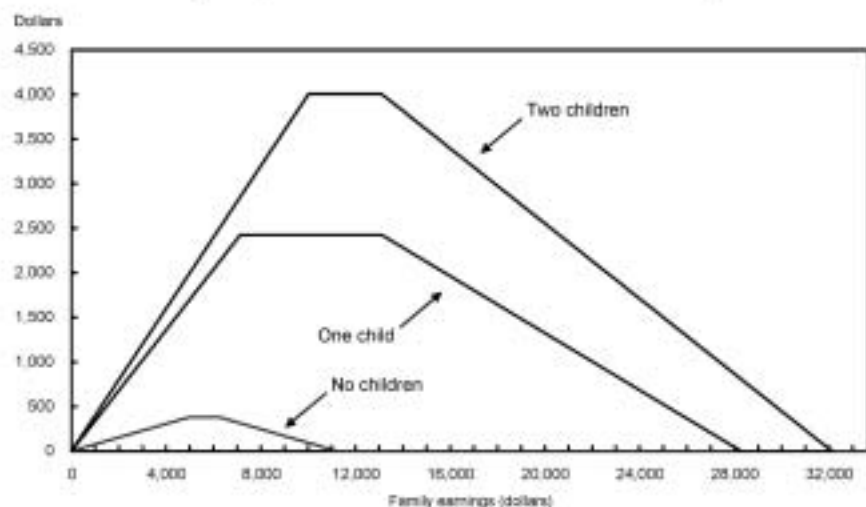 Dollars
4,500
4,000
3,500
3,000
2,500
2,000
1,500
1,000
500
0
Two children
One child
No children
0 4,000 8,000 12,000 16,000 20,000 24,000 28,000 32,000
Family earnings (dollars)